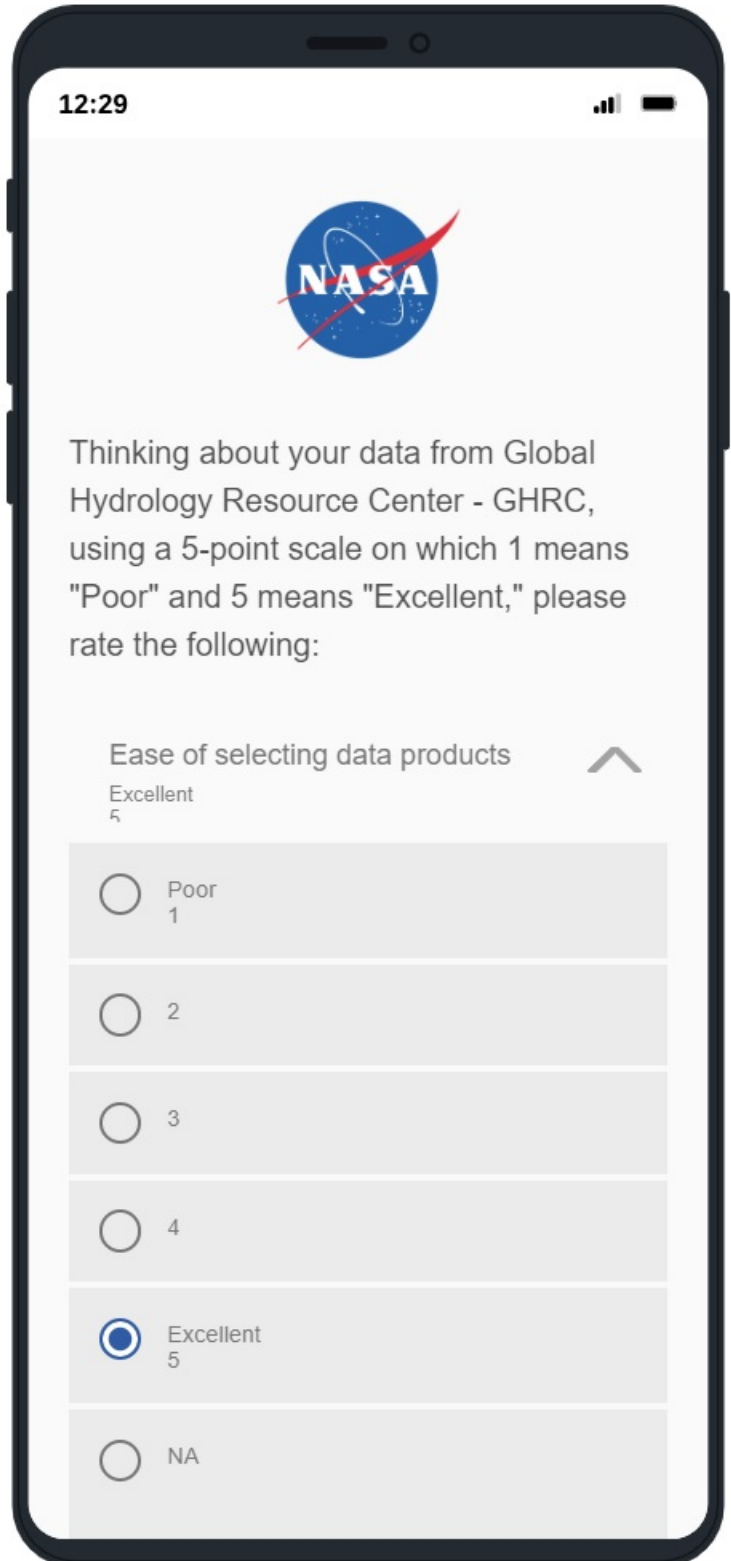 12:29
NASA
Thinking about your data from Global
Hydrology Resource Center - GHRC,
using a 5-point scale on which 1 means
"Poor" and 5 means "Excellent," please
rate the following:
Ease of selecting data products
Excellent
5
Poor
1
2
3
4
Excellent
5
NA